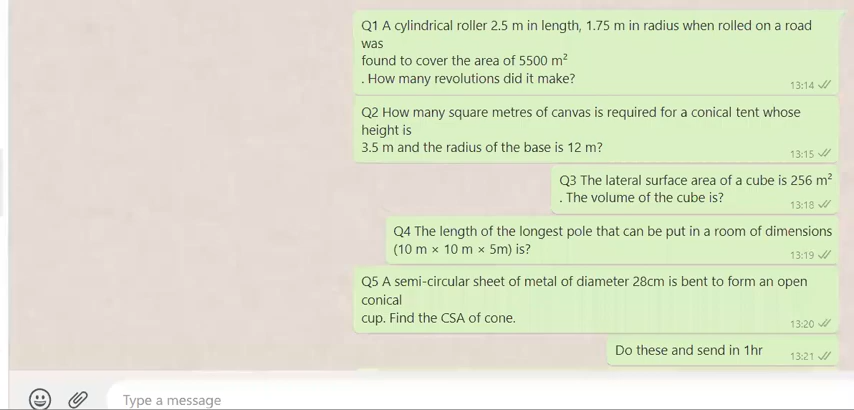 Q1 A cylindrical roller 2.5 m in length, 1.75 m in radius when rolled on a road
was
found to cover the area of 5500 m²
. How many revolutions did it make?
13:14
Q2 How many square metres of canvas is required for a conical tent whose
height is
3.5 m and the radius of the base is 12 m?
13:15
Q3 The lateral surface area of a cube is 256 m²
. The volume of the cube is?
13:18
Q4 The length of the longest pole that can be put in a room of dimensions
(10 m × 10 m × 5m) is?
13:19
Q5 A semi-circular sheet of metal of diameter 28cm is bent to form an open
conical
cup. Find the CSA of cone.
13:20
Do these and send in 1hr
13:21
Type a message